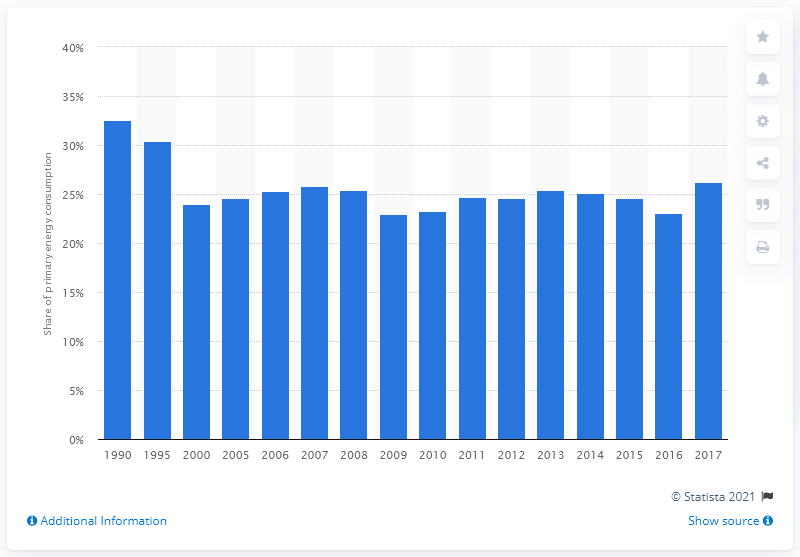 40%
35%
30%
25%
20%
15%
10%
5%
0%
Share of primary energy consumption
1990 1995 2000 2005 2006 2007 2008 2009 2010 2011 2012 2013 2014 2015 2016 2017
© Statista 2021
Additional Information
Show source